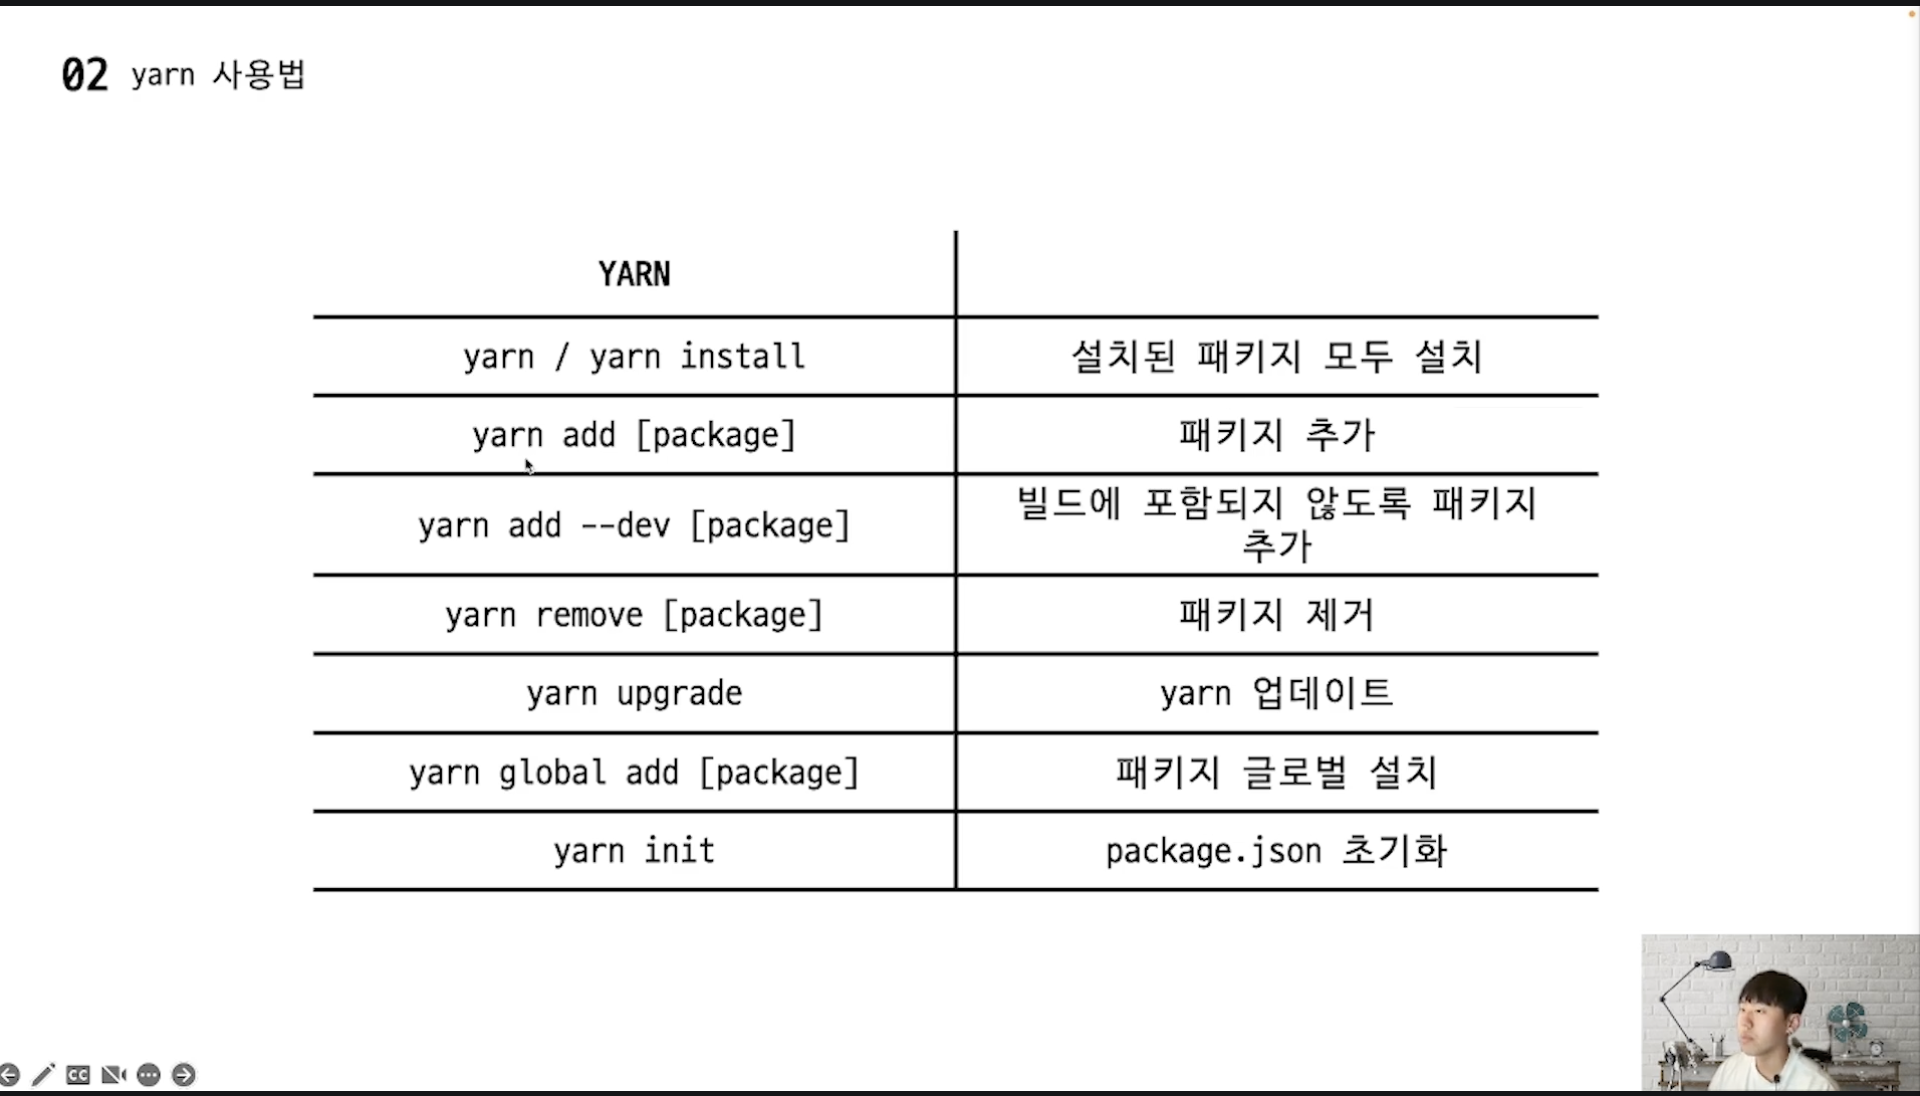 02 yarn 사용법
YARN
yarn / yarn install
설치된 패키지 모두 설치
yarn add [package]
패키지 추가
yarn add --dev [package]
빌드에 포함되지 않도록 패키지
추가
yarn remove [package]
패키지 제거
yarn upgrade
yarn 업데이트
yarn global add [package]
패키지 글로벌 설치
yarn init
package.json 초기화
CC